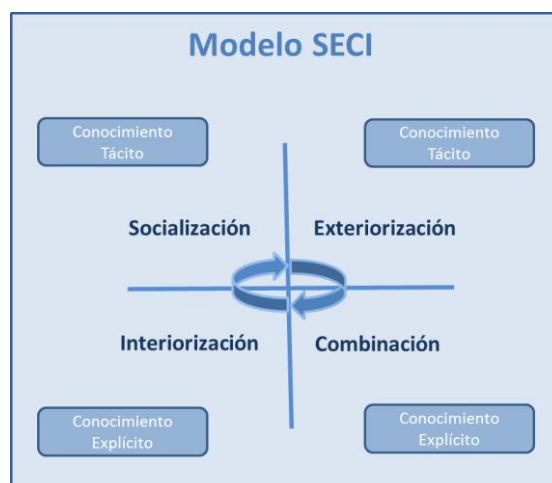 Modelo SECI
Conocimiento
Tácito
Conocimiento
Tácito
Socialización
Exteriorización
Interiorización
Combinación
Conocimiento
Explícito
Conocimiento
Explícito